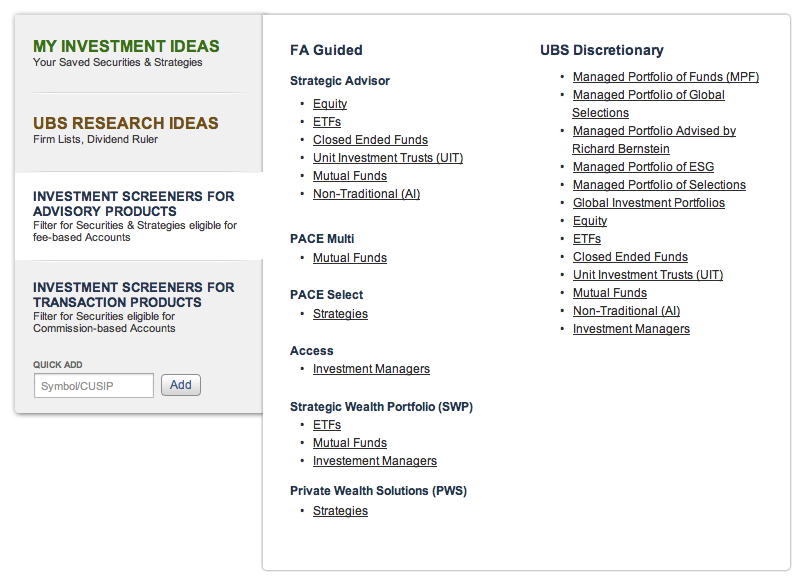 MY INVESTMENT IDEAS
Your Saved Securities & Strategies
UBS RESEARCH IDEAS
Firm Lists, Dividend Ruler
INVESTMENT SCREENERS FOR
ADVISORY PRODUCTS
Filter for Securities & Strategies eligible for
fee-based Accounts
INVESTMENT SCREENERS FOR
TRANSACTION PRODUCTS
Filter for Securities eligible for
Commission-based Accounts
QUICK ADD
Symbol/CUSIP
Add
FA Guided
Strategic Advisor
• Equity
• ETFs
• Closed Ended Funds
• Unit Investment Trusts (UIT)
• Mutual Funds
• Non-Traditional (AI)
PACE Multi
• Mutual Funds
PACE Select
• Strategies
Access
• Investment Managers
Strategic Wealth Portfolio (SWP)
• ETFs
• Mutual Funds
• Investement Managers
Private Wealth Solutions (PWS)
• Strategies
UBS Discretionary
• Managed Portfolio of Funds (MPF)
• Managed Portfolio of Global
Selections
• Managed Portfolio Advised by
Richard Bernstein
• Managed Portfolio of ESG
• Managed Portfolio of Selections
• Global Investment Portfolios
• Equity
• ETFs
• Closed Ended Funds
• Unit Investment Trusts (UIT)
• Mutual Funds
• Non-Traditional (AI)
• Investment Managers